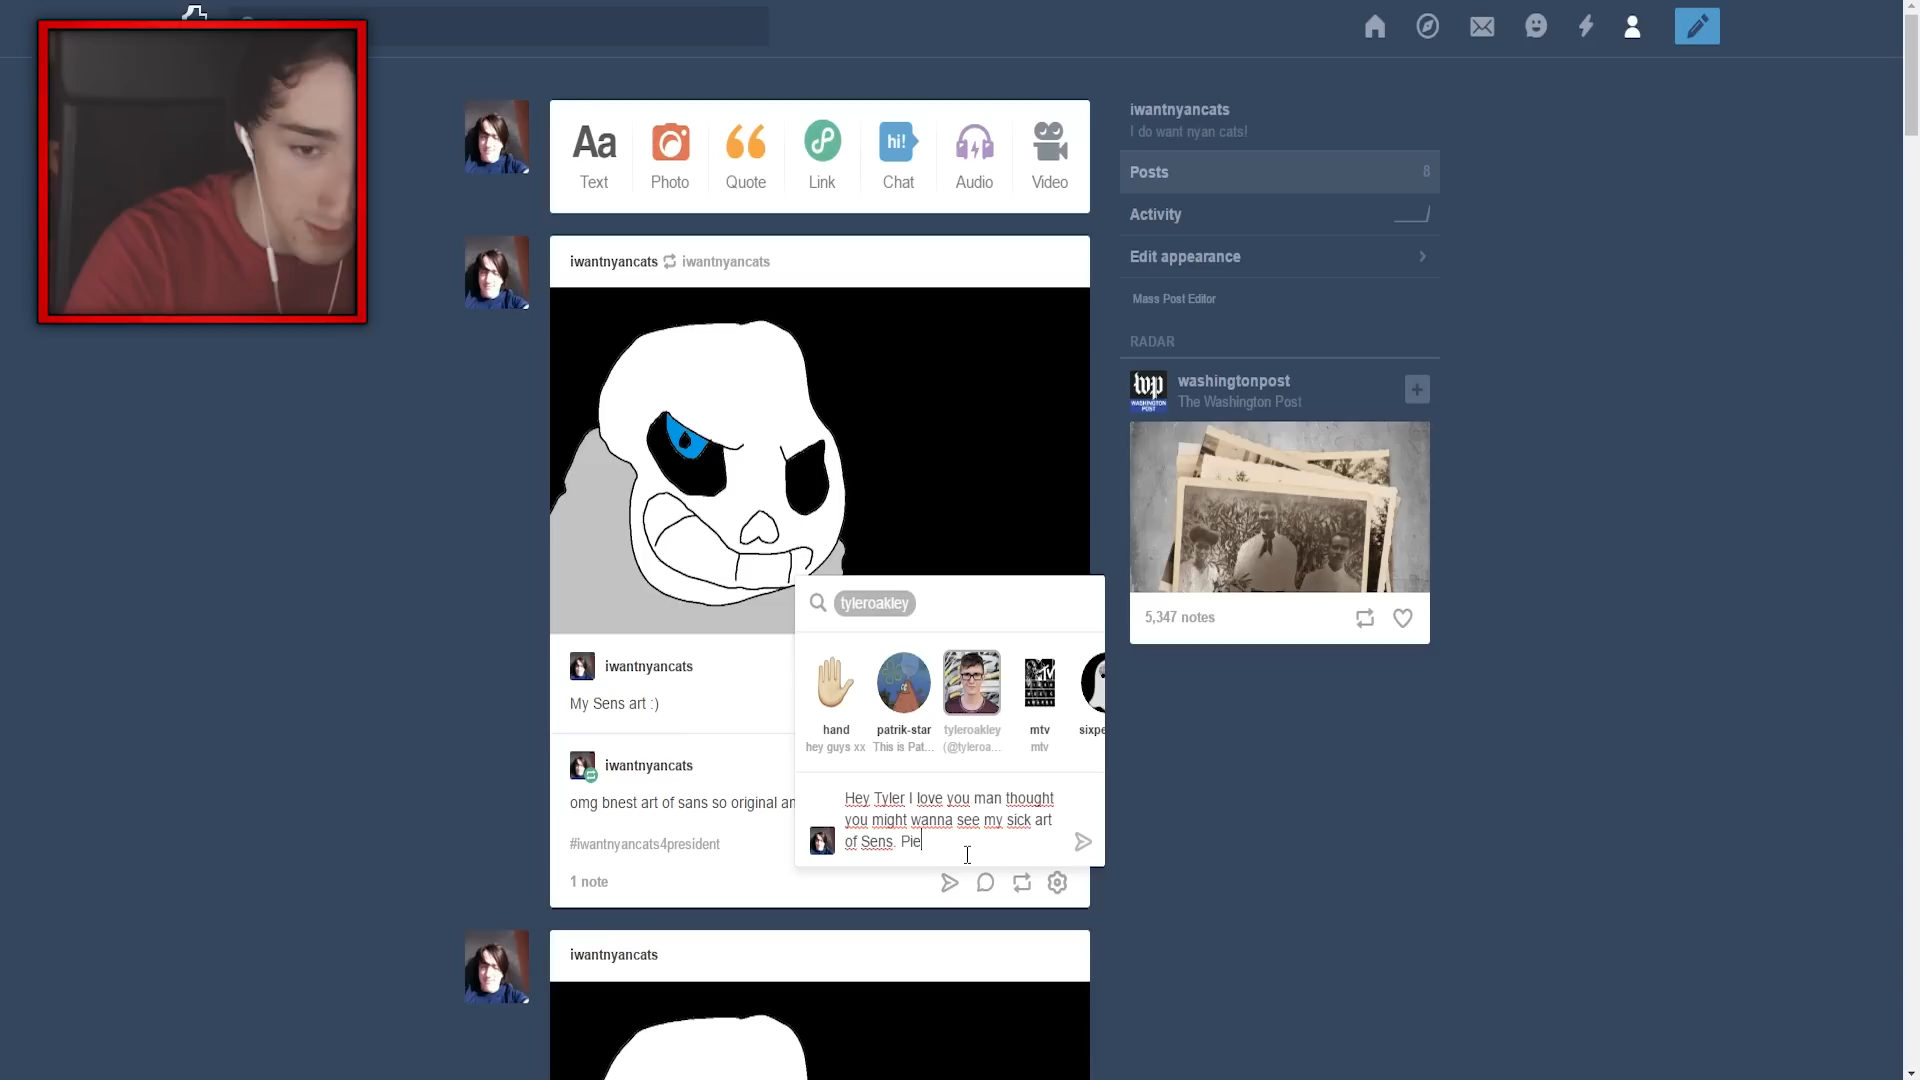 Aa
Text
Photo
Quote
Link
hi!
Chat
Audio
Video
iwantnyancats iwantnyancats
iwantnyancats
My Sens art :)
iwantnyancats
omg bnest art of sans so original an
#iwantnyancats4president
1 note
tyleroakley
hand
hey guys xx
patrik-star
This is Pat...
tyleroakley
(@tyleroa...
mtv
mtv
sixpe
Hey Tyler I love you man thought
you might wanna see my sick art
of Sens. Pie
iwantnyancats
iwantnyancats
I do want nyan cats!
Posts 8
Activity
Edit appearance
Mass Post Editor
RADAR
wp
WASHINGTON
POST
washingtonpost
The Washington Post
5,347 notes